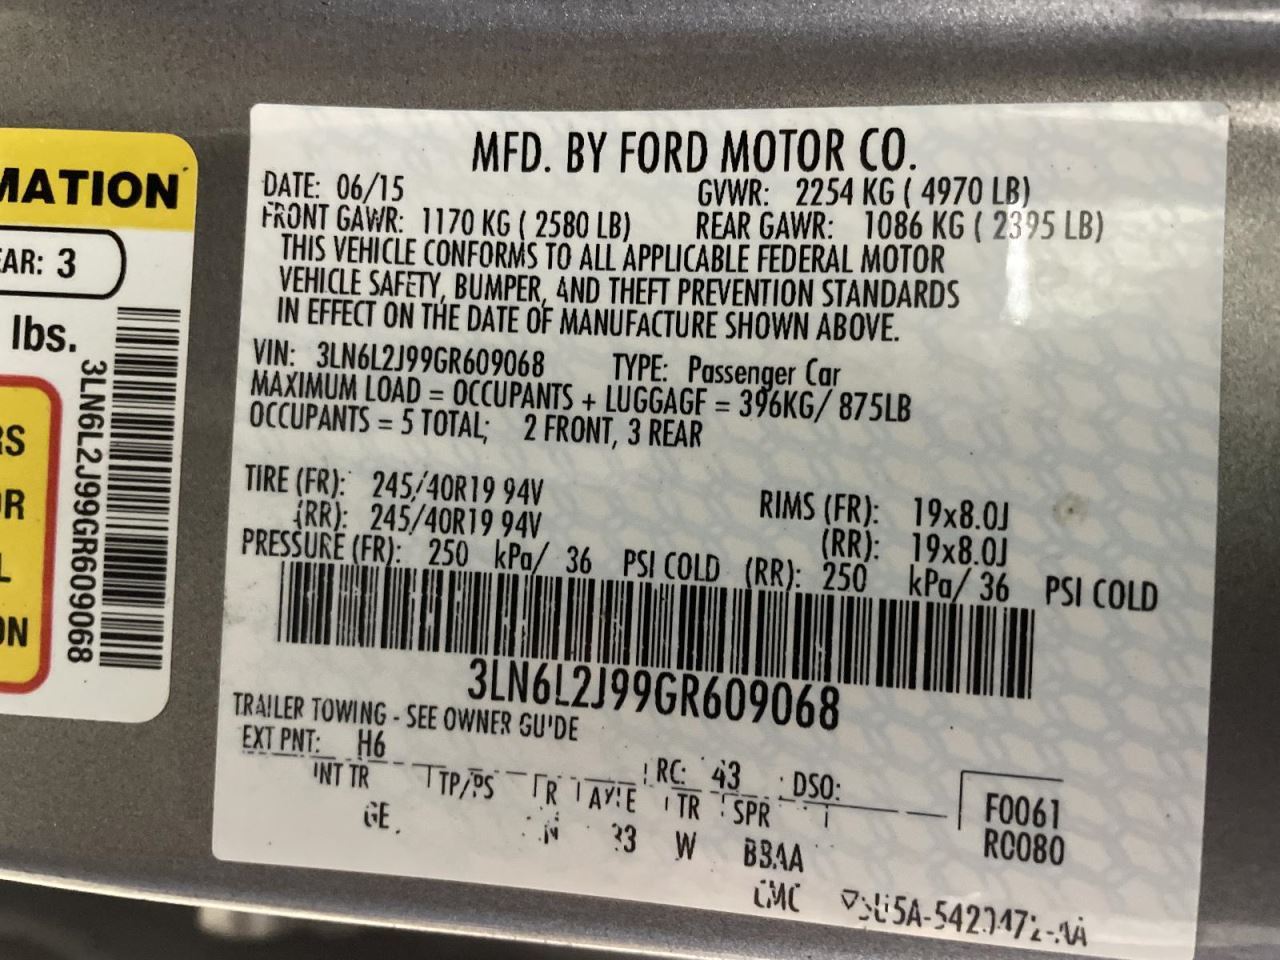 MATION
EAR: 3
lbs.
RS
OR
L
ON
3LN6L2J99GR609068
MFD. BY FORD MOTOR CO.
DATE: 06/15 GVWR: 2254 KG ( 4970 LB)
FRONT GAWR: 1170 KG ( 2580 LB) REAR GAWR: 1086 KG ( 2395 LB)
THIS VEHICLE CONFORMS TO ALL APPLICABLE FEDERAL MOTOR
VEHICLE SAFETY, BUMPER, AND THEFT PREVENTION STANDARDS
IN EFFECT ON THE DATE OF MANUFACTURE SHOWN ABOVE.
VIN: 3LN6L2J99GR609068 TYPE: Passenger Car
MAXIMUM LOAD = OCCUPANTS + LUGGAGE = 396KG/ 875LB
OCCUPANTS = 5 TOTAL; 2 FRONT, 3 REAR
TIRE (FR): 245/40R19 94V RIMS (FR): 19x8.0J
(RR): 245/40R19 94V (RR): 19x8.0J
PRESSURE (FR): 250 kPa/ 36 PSI COLD (RR): 250 kPa/ 36 PSI COLD
3LN6L2J99GR609068
TRAILER TOWING - SEE OWNER GUIDE
EXT PNT: H6 RC: 43 DSO: F0061
INT TR TP/PS R AXLE TR SPR R0080
GE 33 W BBAA
CMC